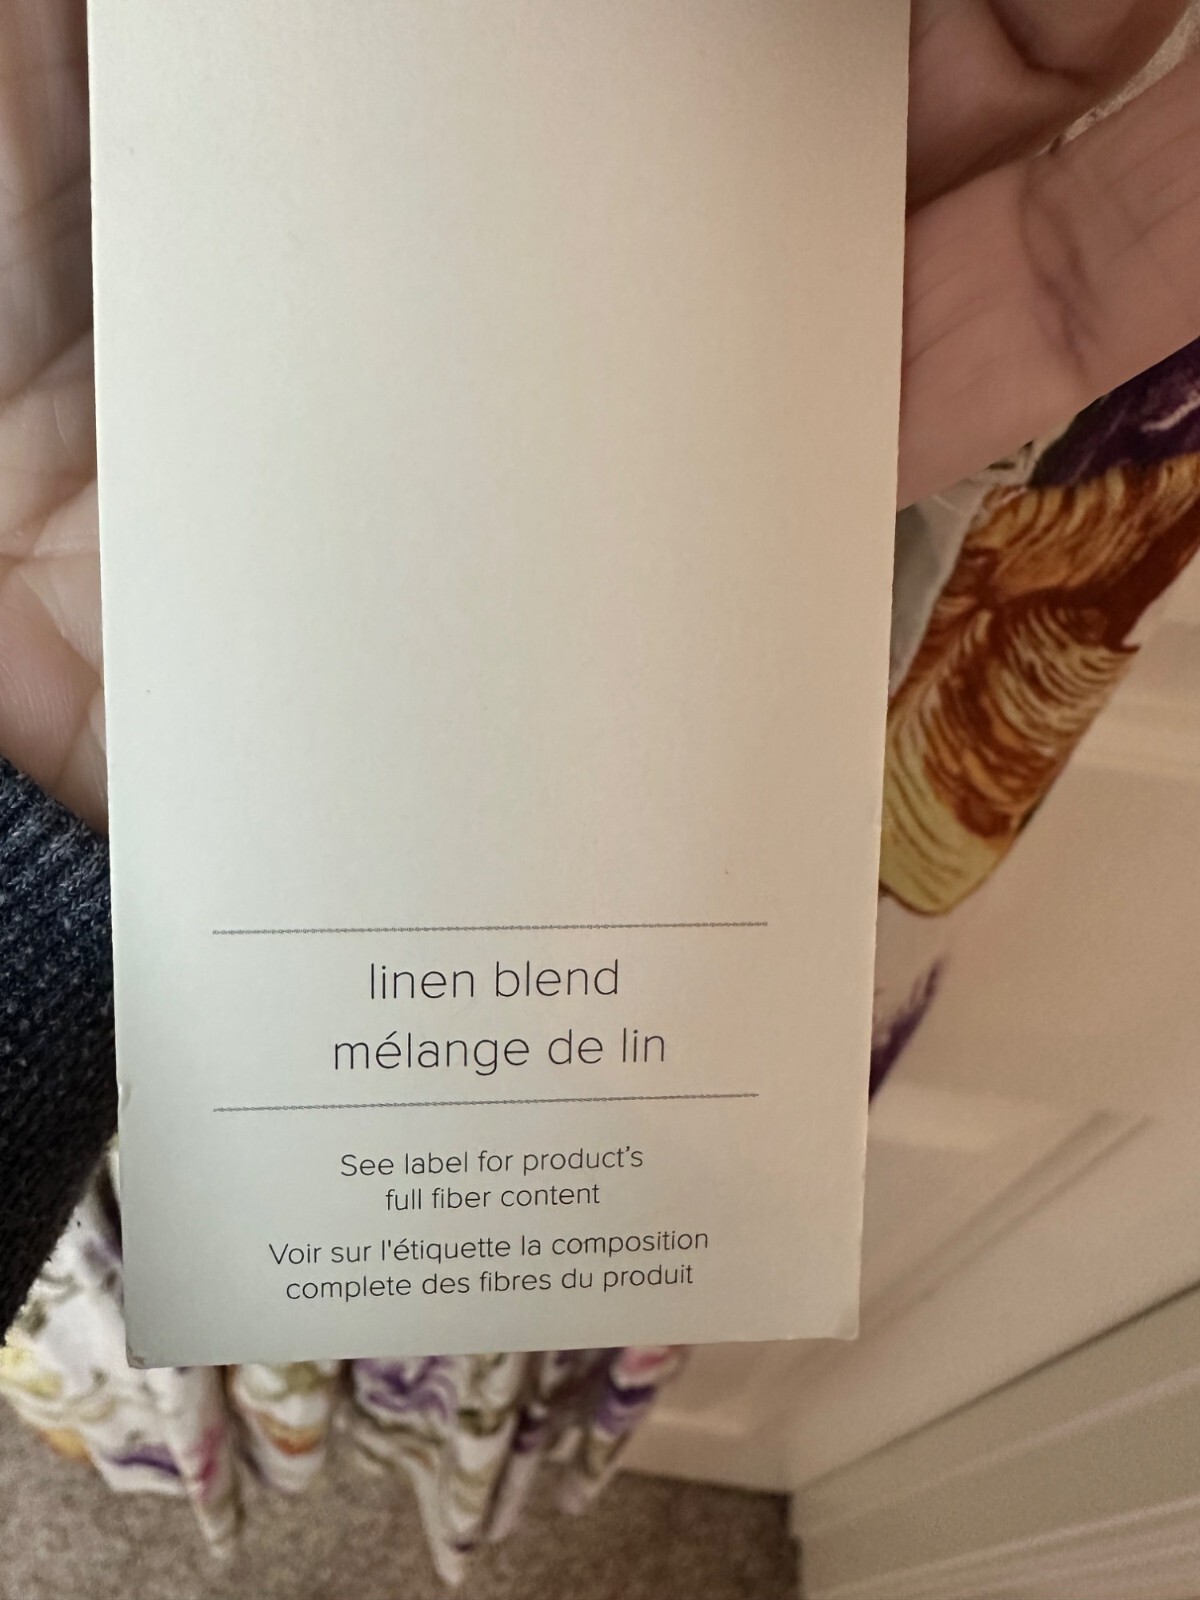 linen blend
mélange de lin
See label for product's
full fiber content
Voir sur l'étiquette la composition
complete des fibres du produit